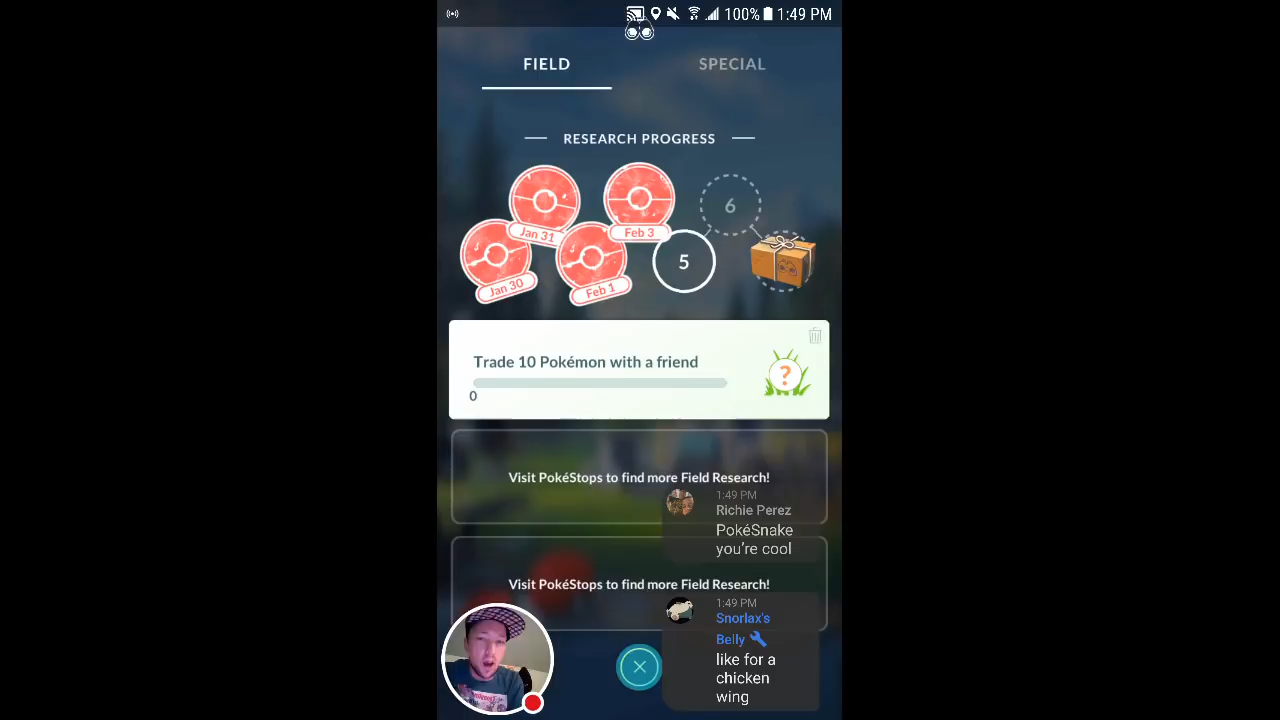 100% 1:49 PM
FIELD SPECIAL
RESEARCH PROGRESS
Jan 30
Jan 31
Feb 1
Feb 3
5
6
Trade 10 Pokémon with a friend
?
0
Visit PokéStops to find more Field Research!
1:49 PM
Richie Perez
PokéSnake
you're cool
Visit PokéStops to find more Field Research!
1:49 PM
Snorlax's
Belly
like for a
chicken
wing